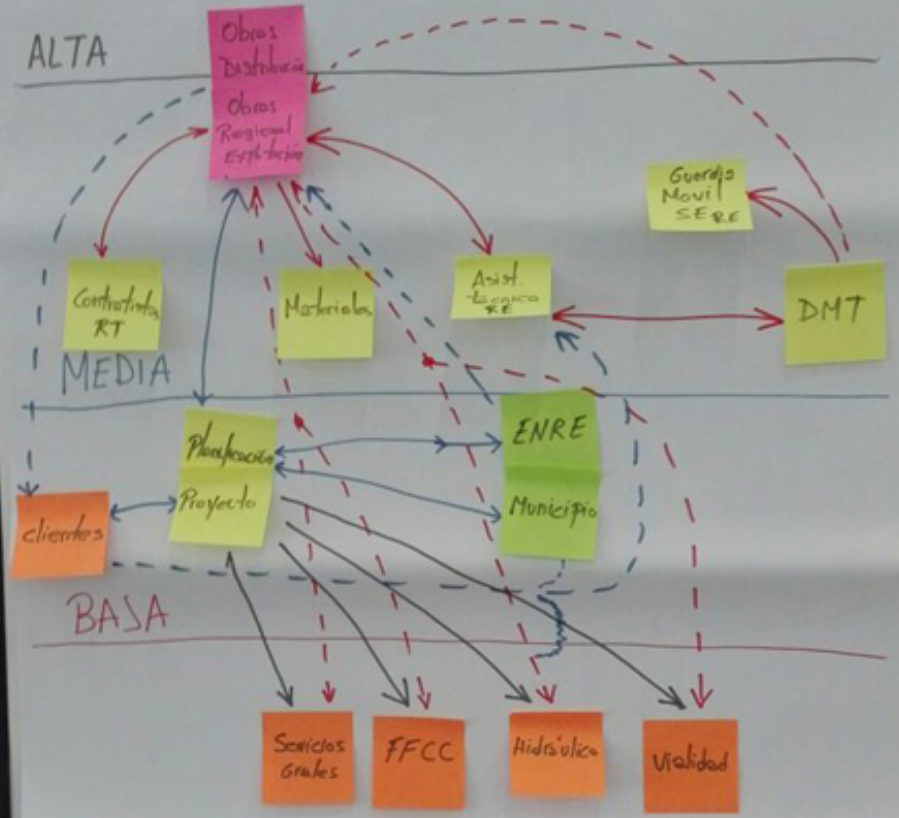 ALTA
Obras
Distribución
Obras
Regional
Explotación
Guardia
Movil
SERE
Contratista
RT
Materiales
Asist.
técnica
RE
DMT
MEDIA
Planificación
Proyecto
ENRE
Municipio
clientes
BAJA
Servicios
Grales
FFCC
Hidráulica
Vialidad